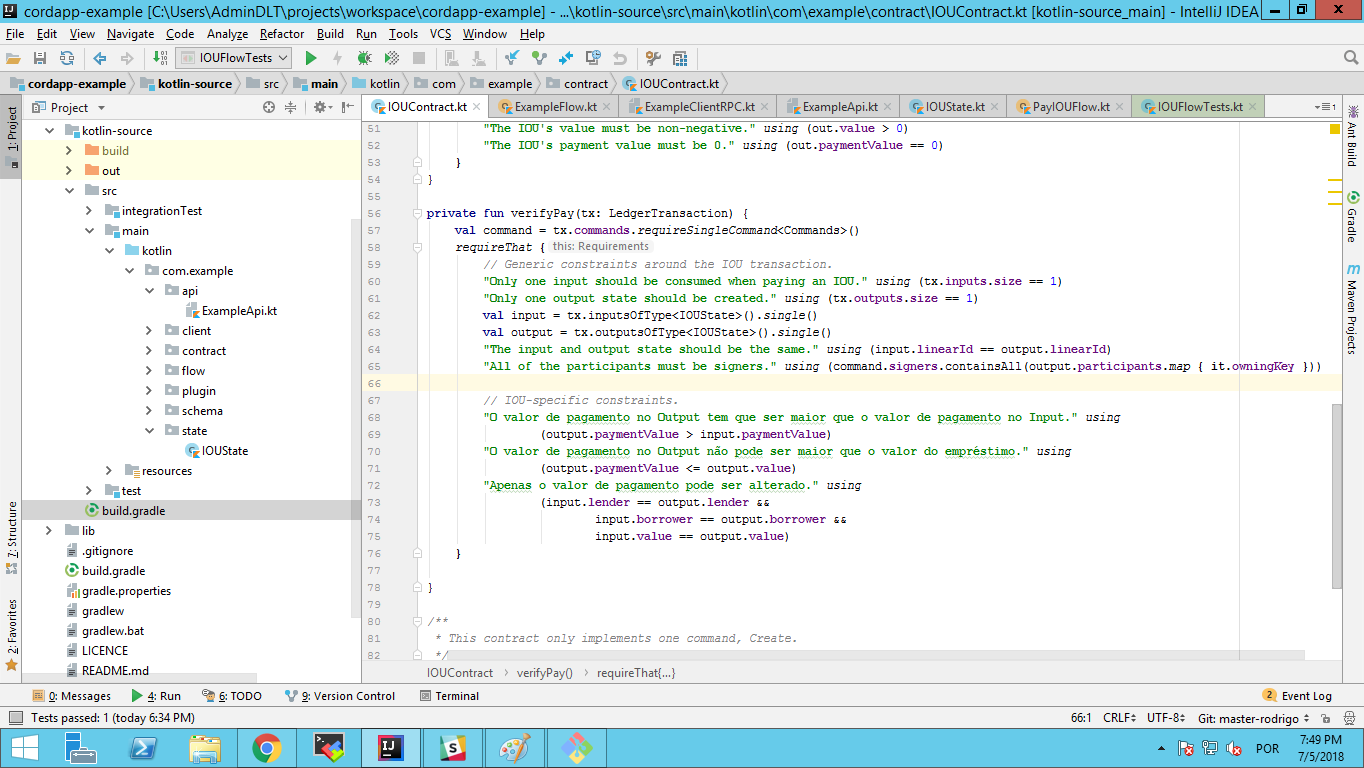 cordapp-example [C:\Users\AdminDLT\projects\workspace\cordapp-example] - ...\kotlin-source\src\main\kotlin\com\example\contract\IOUContract.kt [kotlin-source_main] - IntelliJ IDEA
File Edit View Navigate Code Analyze Refactor Build Run Tools VCS Window Help
IOUFlowTests
cordapp-example kotlin-source src main kotlin com example contract IOUContract.kt
Project
IOUContract.kt ExampleFlow.kt ExampleClientRPC.kt ExampleApi.kt IOUState.kt PayIOUFlow.kt IOUFlowTests.kt
1: Project
Z: Structure
2: Favorites
kotlin-source
build
out
src
integrationTest
main
kotlin
com.example
api
ExampleApi.kt
client
contract
flow
plugin
schema
state
IOUState
resources
test
build.gradle
lib
.gitignore
build.gradle
gradle.properties
gradlew
gradlew.bat
LICENCE
README.md
51 "The IOU's value must be non-negative." using (out.value > 0)
52 "The IOU's payment value must be 0." using (out.paymentValue == 0)
53 }
54 }
55
56 private fun verifyPay(tx: LedgerTransaction) {
57 val command = tx.commands.requireSingleCommand<Commands>()
58 requireThat { this: Requirements
59 // Generic constraints around the IOU transaction.
60 "Only one input should be consumed when paying an IOU." using (tx.inputs.size == 1)
61 "Only one output state should be created." using (tx.outputs.size == 1)
62 val input = tx.inputsOfType<IOUState>().single()
63 val output = tx.outputsOfType<IOUState>().single()
64 "The input and output state should be the same." using (input.linearId == output.linearId)
65 "All of the participants must be signers." using (command.signers.containsAll(output.participants.map { it.owningKey }))
66
67 // IOU-specific constraints.
68 "O valor de pagamento no Output tem que ser maior que o valor de pagamento no Input." using
69 (output.paymentValue > input.paymentValue)
70 "O valor de pagamento no Output não pode ser maior que o valor do empréstimo." using
71 (output.paymentValue <= output.value)
72 "Apenas o valor de pagamento pode ser alterado." using
73 (input.lender == output.lender &&
74 input.borrower == output.borrower &&
75 input.value == output.value)
76 }
77
78 }
79
80 /**
81 * This contract only implements one command, Create.
82 */
IOUContract verifyPay() requireThat{...}
Ant Build
Gradle
Maven Projects
0: Messages 4: Run 6: TODO 9: Version Control Terminal 2 Event Log
Tests passed: 1 (today 6:34 PM) 66:1 CRLF UTF-8 Git: master-rodrigo
POR 7:49 PM
7/5/2018